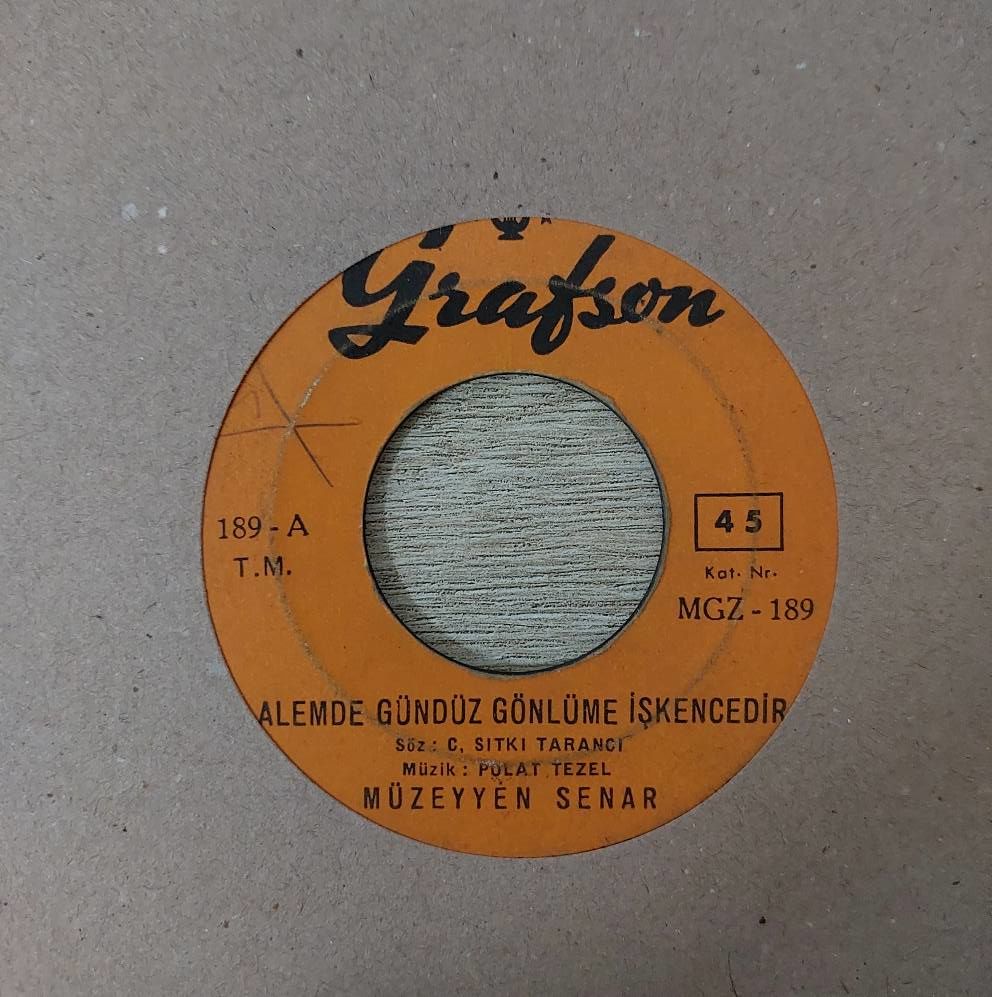 Grafson
189 - A
T.M.
45
Kat. Nr.
MGZ - 189
ALEMDE GÜNDÜZ GÖNLÜME İŞKENCEDİR
Söz : C, SITKI TARANCI
Müzik : POLAT TEZEL
MÜZEYYEN SENAR